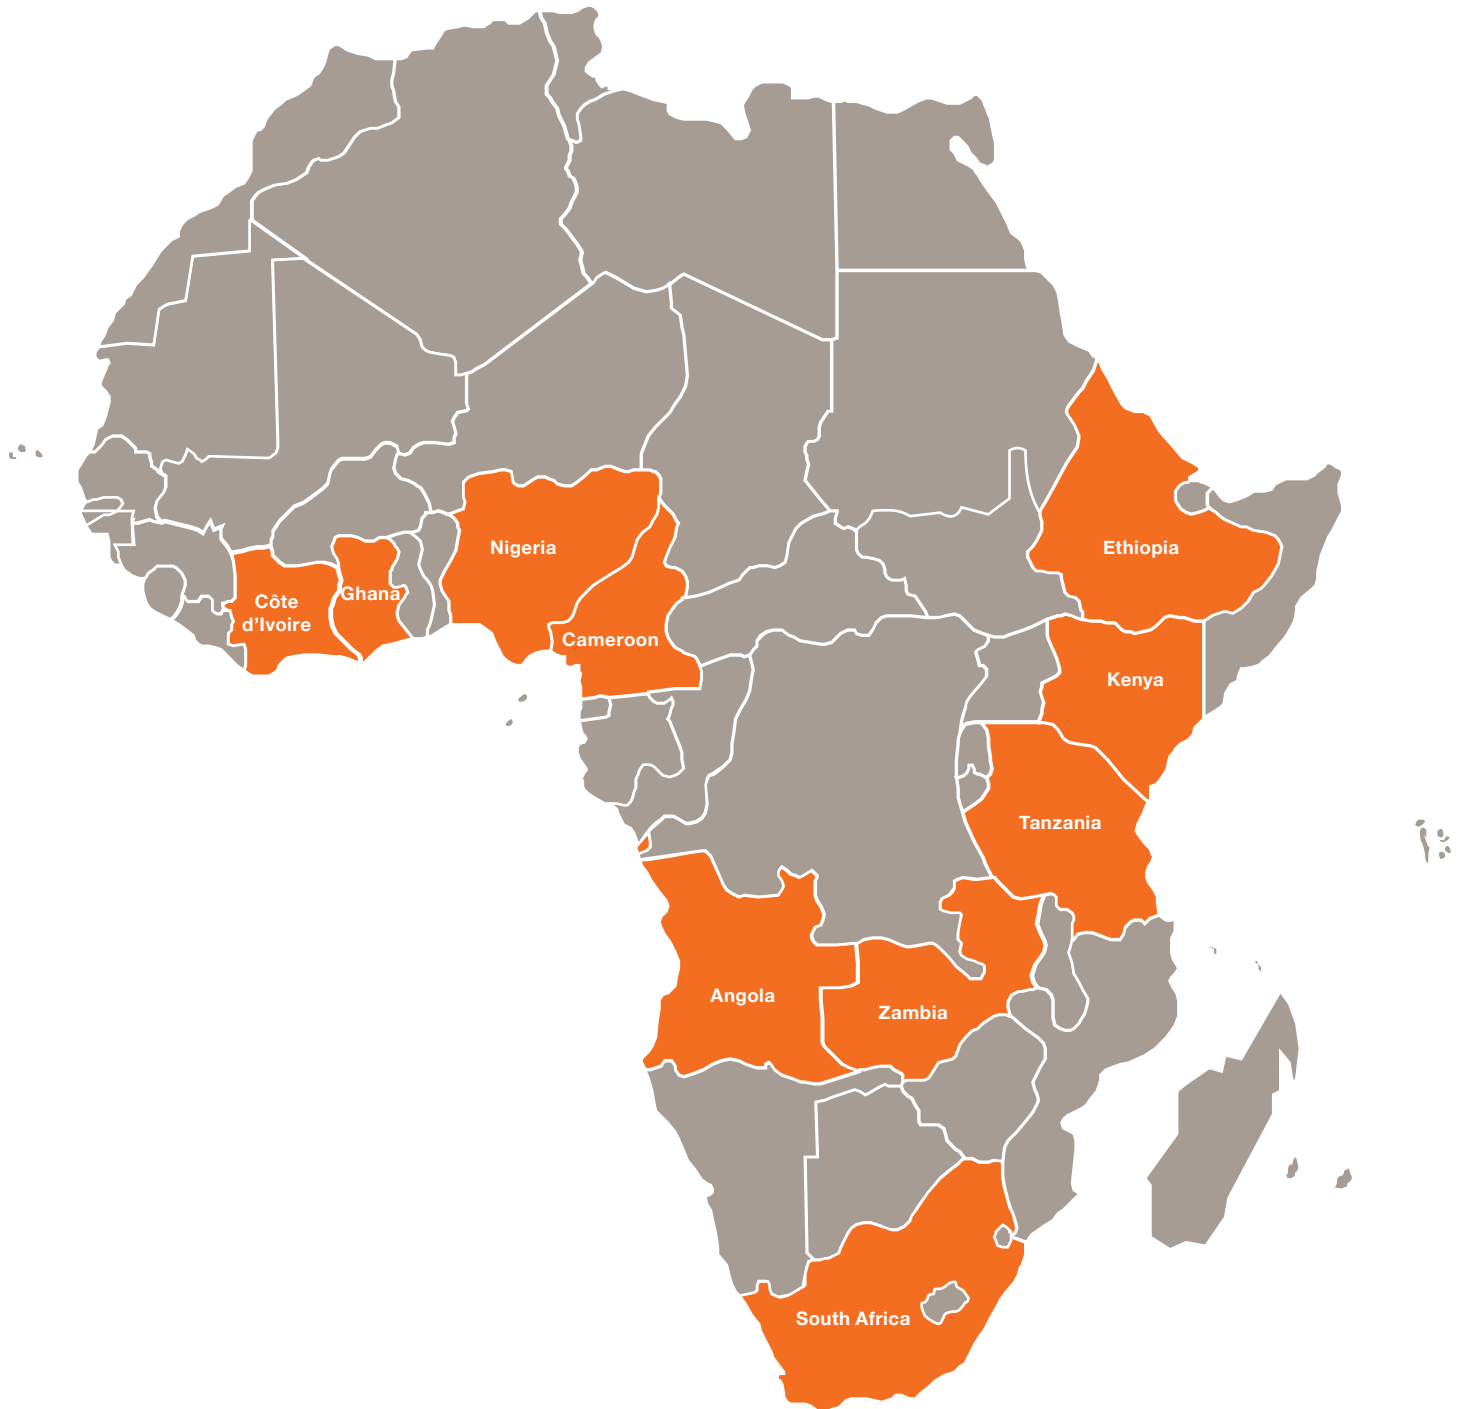 Nigeria
Ethiopia
Ghana
Côte
d'Ivoire
Cameroon
Kenya
Tanzania
Angola
Zambia
South Africa